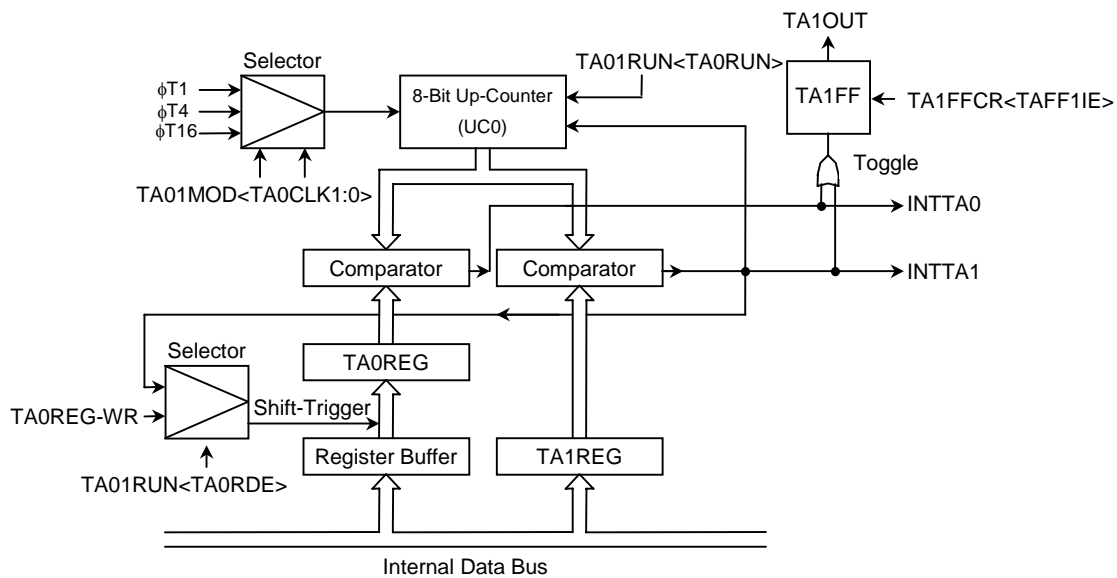 TA1OUT
Selector
TA01RUN<TA0RUN>
ϕT1
ϕT4
ϕT16
8-Bit Up-Counter
(UC0)
TA1FF
TA1FFCR<TAFF1IE>
Toggle
TA01MOD<TA0CLK1:0>
INTTA0
Comparator
Comparator
INTTA1
Selector
TA0REG
TA0REG-WR
Shift-Trigger
Register Buffer
TA1REG
TA01RUN<TA0RDE>
Internal Data Bus